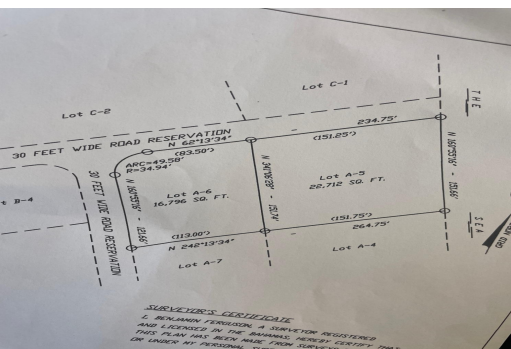 Lot C-1
Lot C-2
THE
SEA
30 FEET WIDE ROAD RESERVATION
N 62°13'34"
234.75'
(83.50')
(151.25')
ARC=49.58'
R=34.94'
Lot A-6
16,796 SQ. FT.
Lot A-5
22,712 SQ. FT.
30 FEET WIDE ROAD RESERVATION
t B-4
(113.00')
N 242°13'34"
(151.75')
264.75'
Lot A-7
Lot A-4
SURVEYOR'S CERTIFICATE
I, BENJAMIN FERGUSON, A SURVEYOR REGISTERED
AND LICENSED IN THE BAHAMAS, HEREBY CERTIFY THAT
THIS PLAN HAS BEEN MADE FROM SURVEY
OR UNDER MY PERSONAL